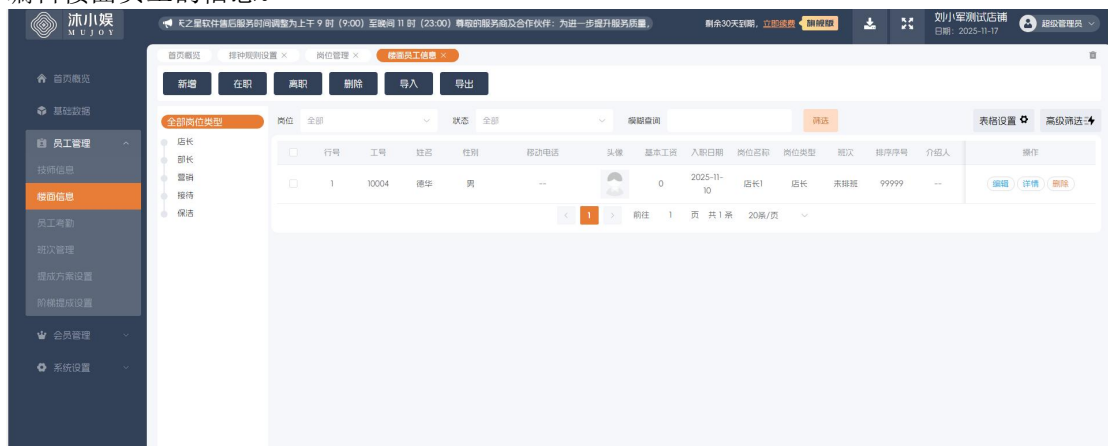 沐小娱
MUJOY
天之星软件售后服务时间调整为上午 9 时 (9:00) 至晚间 11 时 (23:00) 尊敬的服务商及合作伙伴：为进一步提升服务质量，
剩余30天到期，立即续费 旗舰版
刘小军测试店铺
日期: 2025-11-17
超级管理员
首页概览 排钟规则设置 × 岗位管理 × 楼面员工信息 ×
首页概览
基础数据
员工管理
技师信息
楼面信息
员工考勤
班次管理
提成方案设置
阶梯提成设置
会员管理
系统设置
新增 在职 离职 删除 导入 导出
全部岗位类型
店长
部长
营销
接待
保洁
岗位 全部 状态 全部 模糊查询 筛选 表格设置 高级筛选
行号 工号 姓名 性别 移动电话 头像 基本工资 入职日期 岗位名称 岗位类型 班次 排序序号 介绍人 操作
1 10004 德华 男 -- 0 2025-11-10 店长1 店长 未排班 99999 -- 编辑 详情 删除
1 前往 1 页 共 1 条 20条/页